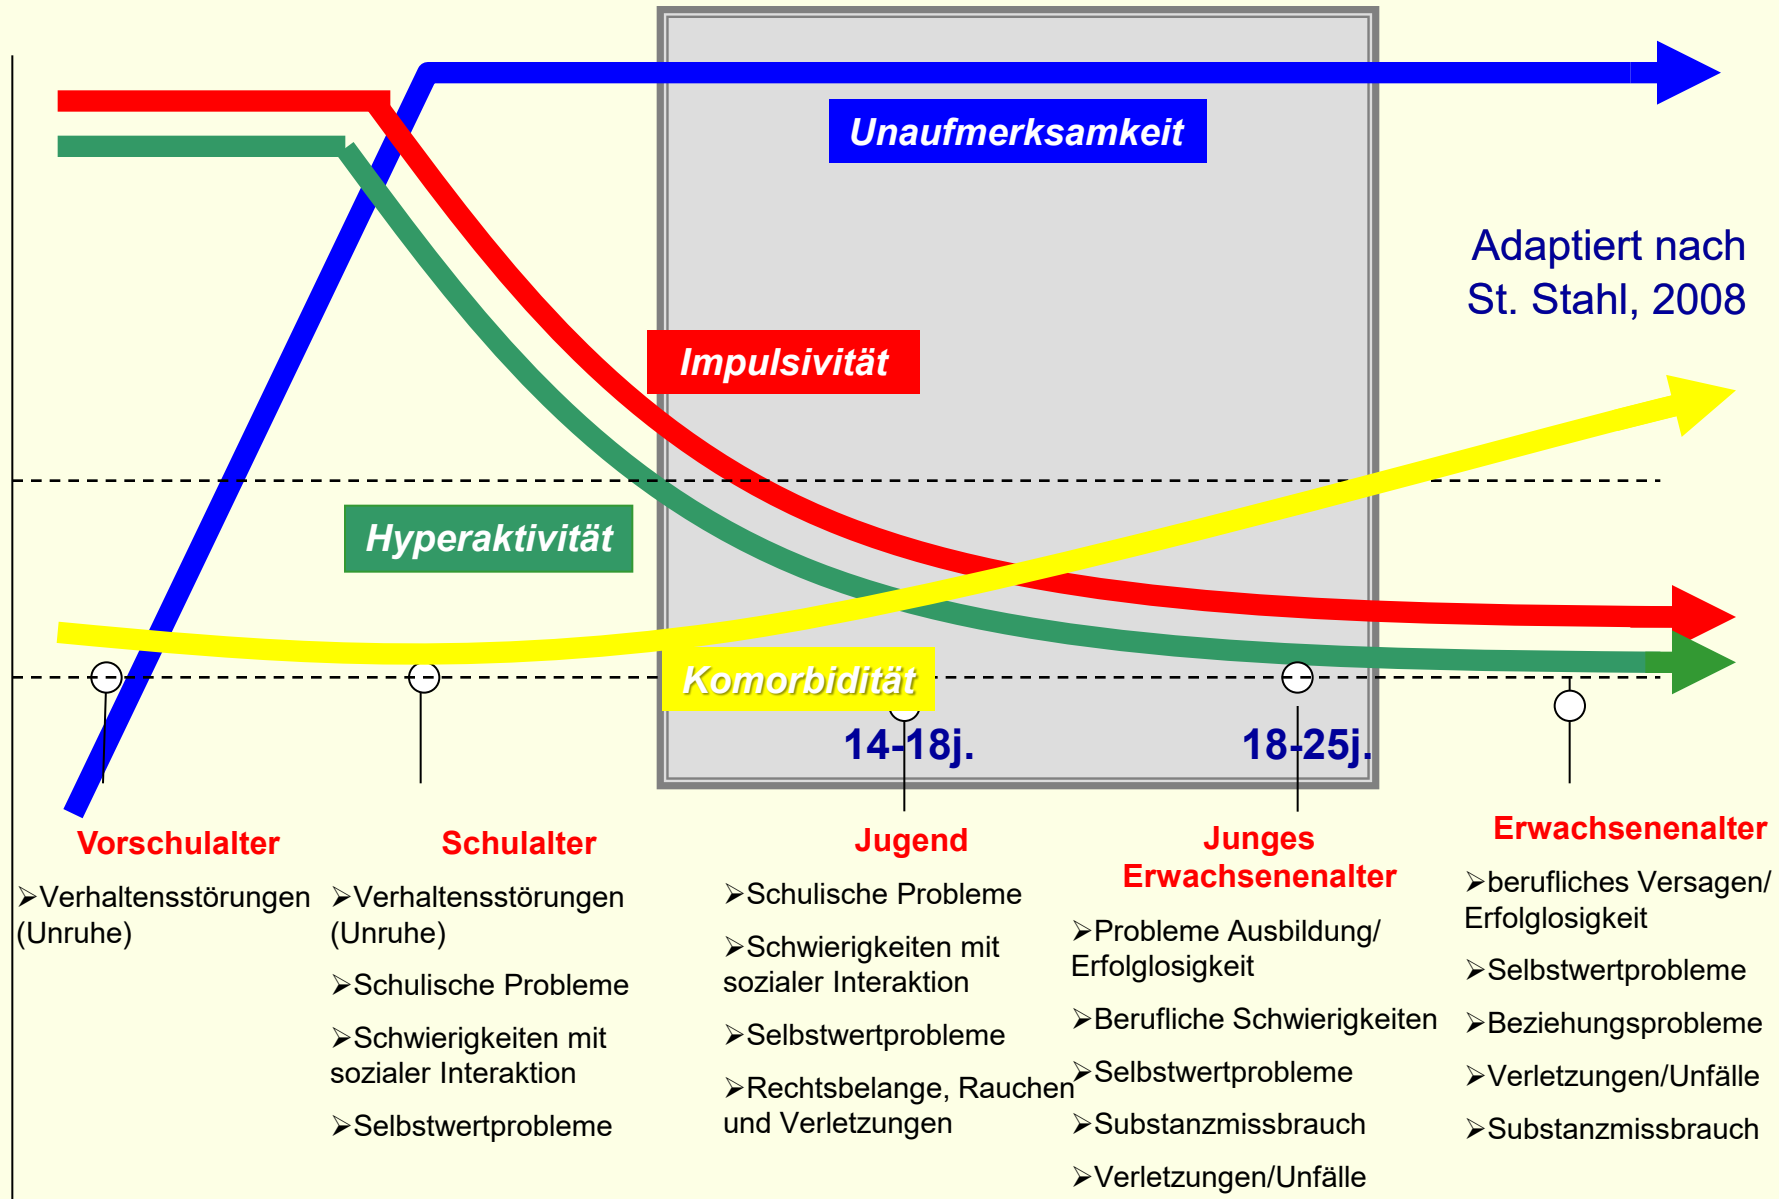 Unaufmerksamkeit
Adaptiert nach
St. Stahl, 2008
Impulsivität
Hyperaktivität
Komorbidität
14-18j.
18-25j.
Vorschulalter
➢Verhaltensstörungen
(Unruhe)
Schulalter
➢Verhaltensstörungen
(Unruhe)
➢Schulische Probleme
➢Schwierigkeiten mit
sozialer Interaktion
➢Selbstwertprobleme
Jugend
➢Schulische Probleme
➢Schwierigkeiten mit
sozialer Interaktion
➢Selbstwertprobleme
➢Rechtsbelange, Rauchen
und Verletzungen
Junges
Erwachsenenalter
➢Probleme Ausbildung/
Erfolglosigkeit
➢Berufliche Schwierigkeiten
➢Selbstwertprobleme
➢Substanzmissbrauch
➢Verletzungen/Unfälle
Erwachsenenalter
➢berufliches Versagen/
Erfolglosigkeit
➢Selbstwertprobleme
➢Beziehungsprobleme
➢Verletzungen/Unfälle
➢Substanzmissbrauch